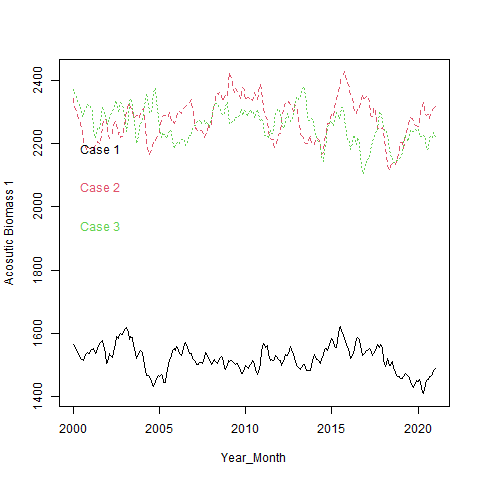 2400
2200
2000
1800
1600
1400
Acosutic Biomass 1
Case 1
Case 2
Case 3
2000 2005 2010 2015 2020
Year_Month